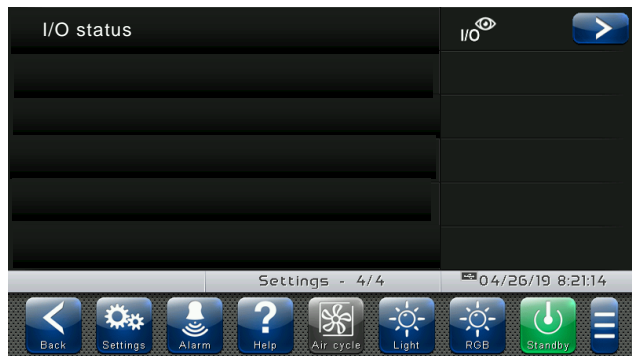 I/O status
I/O
Settings - 4/4
04/26/19 8:21:14
Back
Settings
Alarm
?
Help
Air cycle
Light
RGB
Standby